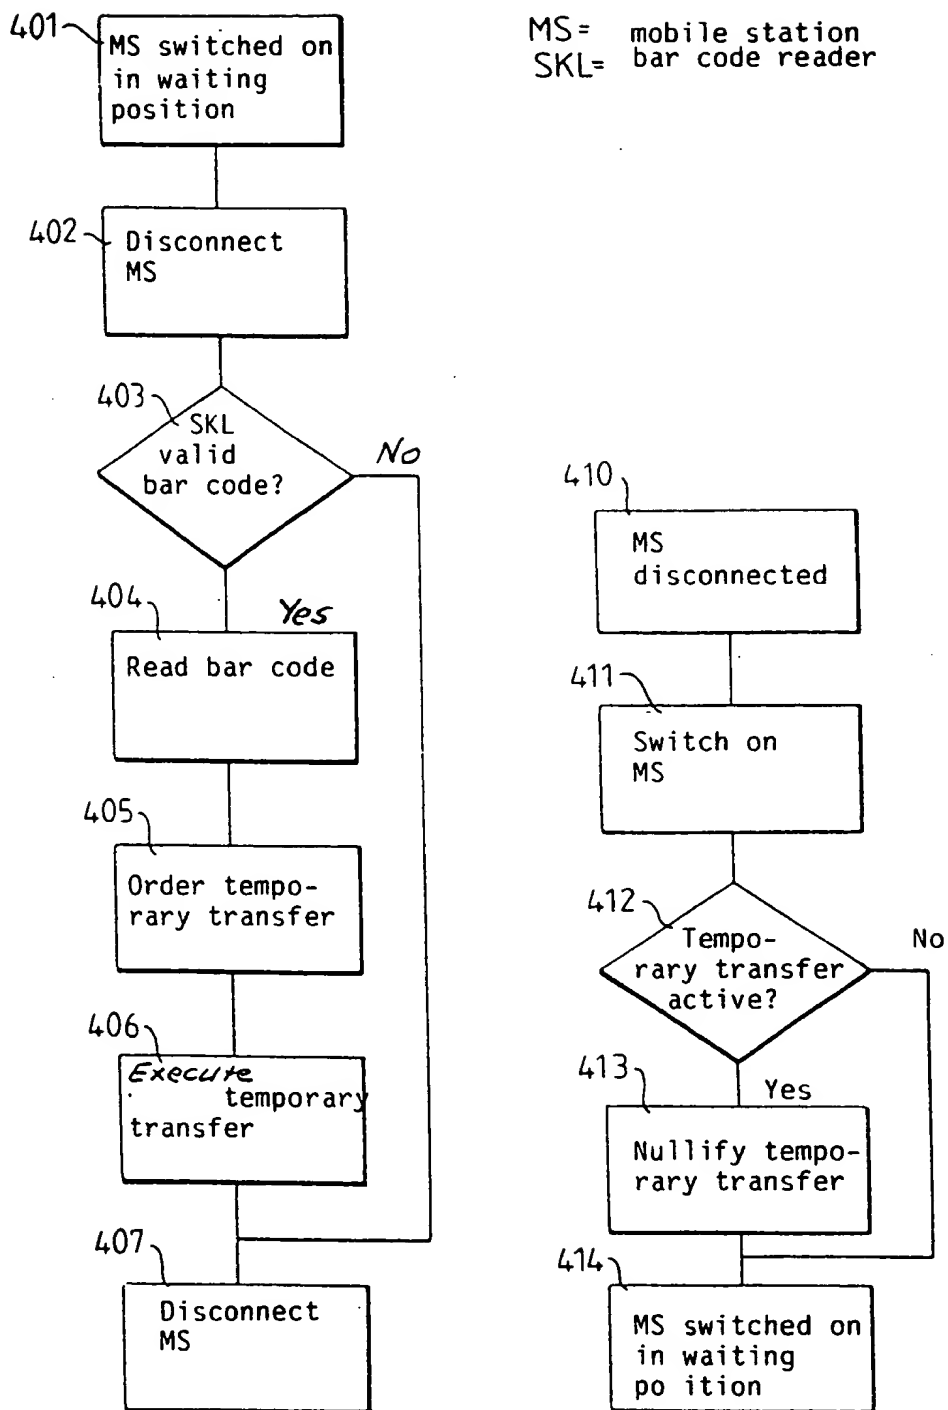 401
MS switched on
in waiting
position
MS= mobile station
SKL= bar code reader
402
Disconnect
MS
403
SKL
valid
bar code?
No
404
Yes
Read bar code
405
Order tempo-
rary transfer
406
Execute
temporary
transfer
407
Disconnect
MS
410
MS
disconnected
411
Switch on
MS
412
Tempo-
rary transfer
active?
No
413
Yes
Nullify tempo-
rary transfer
414
MS switched on
in waiting
po ition